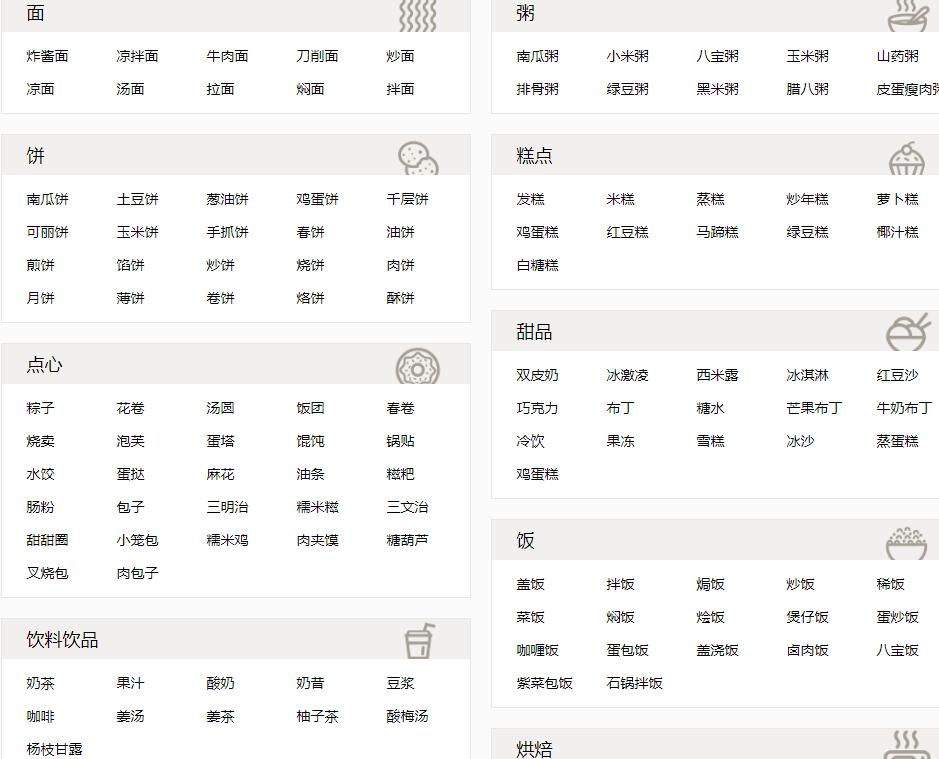 面
炸酱面 凉拌面 牛肉面 刀削面 炒面
凉面 汤面 拉面 焖面 拌面
饼
南瓜饼 土豆饼 葱油饼 鸡蛋饼 千层饼
可丽饼 玉米饼 手抓饼 春饼 油饼
煎饼 馅饼 炒饼 烧饼 肉饼
月饼 薄饼 卷饼 烙饼 酥饼
点心
粽子 花卷 汤圆 饭团 春卷
烧卖 泡芙 蛋塔 馄饨 锅贴
水饺 蛋挞 麻花 油条 糍粑
肠粉 包子 三明治 糯米糍 三文治
甜甜圈 小笼包 糯米鸡 肉夹馍 糖葫芦
叉烧包 肉包子
饮料饮品
奶茶 果汁 酸奶 奶昔 豆浆
咖啡 姜汤 姜茶 柚子茶 酸梅汤
杨枝甘露
粥
南瓜粥 小米粥 八宝粥 玉米粥 山药粥
排骨粥 绿豆粥 黑米粥 腊八粥 皮蛋瘦肉粥
糕点
发糕 米糕 蒸糕 炒年糕 萝卜糕
鸡蛋糕 红豆糕 马蹄糕 绿豆糕 椰汁糕
白糖糕
甜品
双皮奶 冰激凌 西米露 冰淇淋 红豆沙
巧克力 布丁 糖水 芒果布丁 牛奶布丁
冷饮 果冻 雪糕 冰沙 蒸蛋糕
鸡蛋糕
饭
盖饭 拌饭 焗饭 炒饭 稀饭
菜饭 焖饭 烩饭 煲仔饭 蛋炒饭
咖喱饭 蛋包饭 盖浇饭 卤肉饭 八宝饭
紫菜包饭 石锅拌饭
烘焙